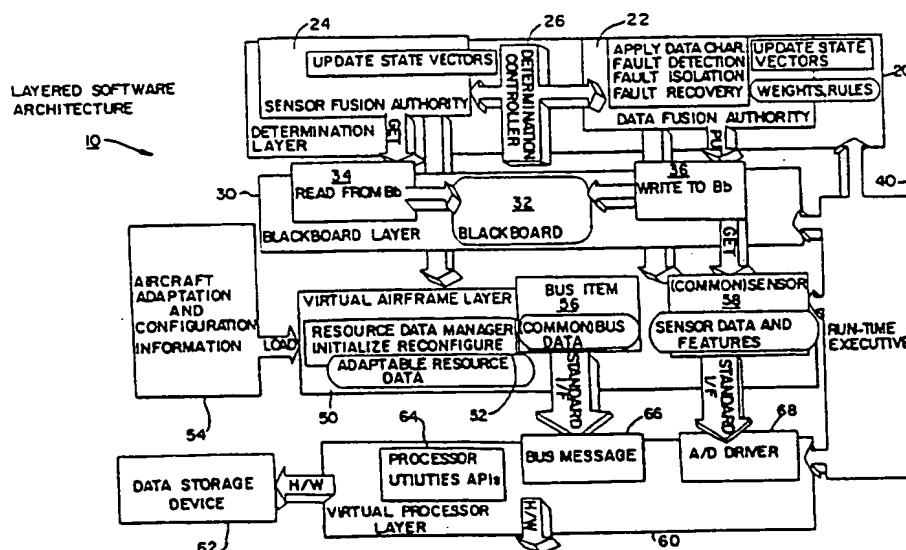 24
26
22
UPDATE STATE VECTORS
DETERMINATION
CONTROLLER
APPLY DATA CHAR.
FAULT DETECTION
FAULT ISOLATION
FAULT RECOVERY
UPDATE STATE
VECTORS
20
LAYERED SOFTWARE
ARCHITECTURE
10
SENSOR FUSION AUTHORITY
WEIGHTS, RULES
DETERMINATION
LAYER
GET
DATA FUSION AUTHORITY
PUT
30
34
READ FROM Bb
32
BLACKBOARD
36
WRITE TO Bb
40
BLACKBOARD LAYER
GET
AIRCRAFT
ADAPTATION
AND
CONFIGURATION
INFORMATION
LOAD
VIRTUAL AIRFRAME LAYER
BUS ITEM
56
(COMMON) SENSOR
58
RESOURCE DATA MANAGER
INITIALIZE RECONFIGURE
(COMMON) BUS
DATA
SENSOR DATA AND
FEATURES
RUN-TIME
EXECUTIVE
ADAPTABLE RESOURCE
DATA
STANDARD
I/F
STANDARD
I/F
54
50
64
52
66
68
DATA STORAGE
DEVICE
H/W
PROCESSOR
UTILITIES APIs
BUS MESSAGE
A/D DRIVER
VIRTUAL PROCESSOR
LAYER
H/W
62
60